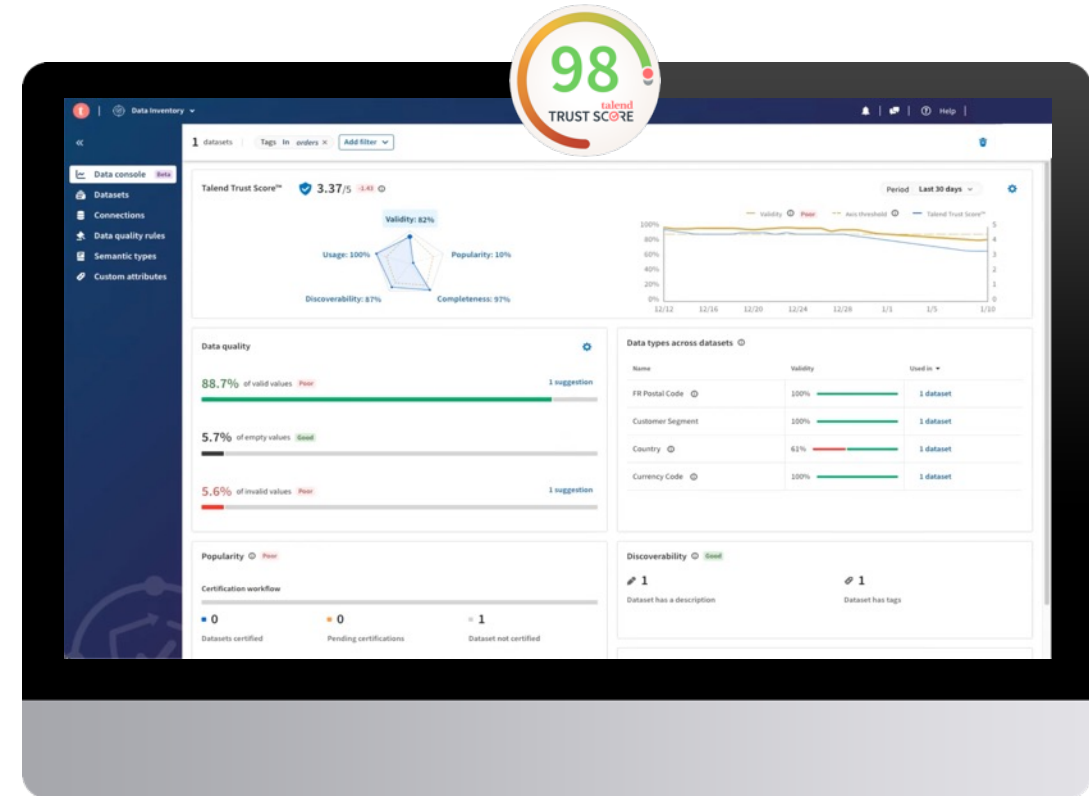 98
talend
TRUST SCORE
t | Data Inventory
Help
1 datasets | Tags In orders × Add filter
Data console Beta
Datasets
Connections
Data quality rules
Semantic types
Custom attributes
Talend Trust Score™ 3.37/5 -1.41
Validity: 82%
Usage: 100%
Popularity: 10%
Discoverability: 87%
Completeness: 97%
Period Last 30 days
Validity Poor Axis threshold Talend Trust Score™
100%
80%
60%
40%
20%
0%
5
4
3
2
1
0
12/12 12/16 12/20 12/24 12/28 1/1 1/5 1/10
Data quality
88.7% of valid values Poor 1 suggestion
5.7% of empty values Good
5.6% of invalid values Poor 1 suggestion
Data types across datasets
Name Validity Used in
FR Postal Code 100% 1 dataset
Customer Segment 100% 1 dataset
Country 61% 1 dataset
Currency Code 100% 1 dataset
Popularity Poor
Certification workflow
0 0 1
Datasets certified Pending certifications Dataset not certified
Discoverability Good
1 1
Dataset has a description Dataset has tags